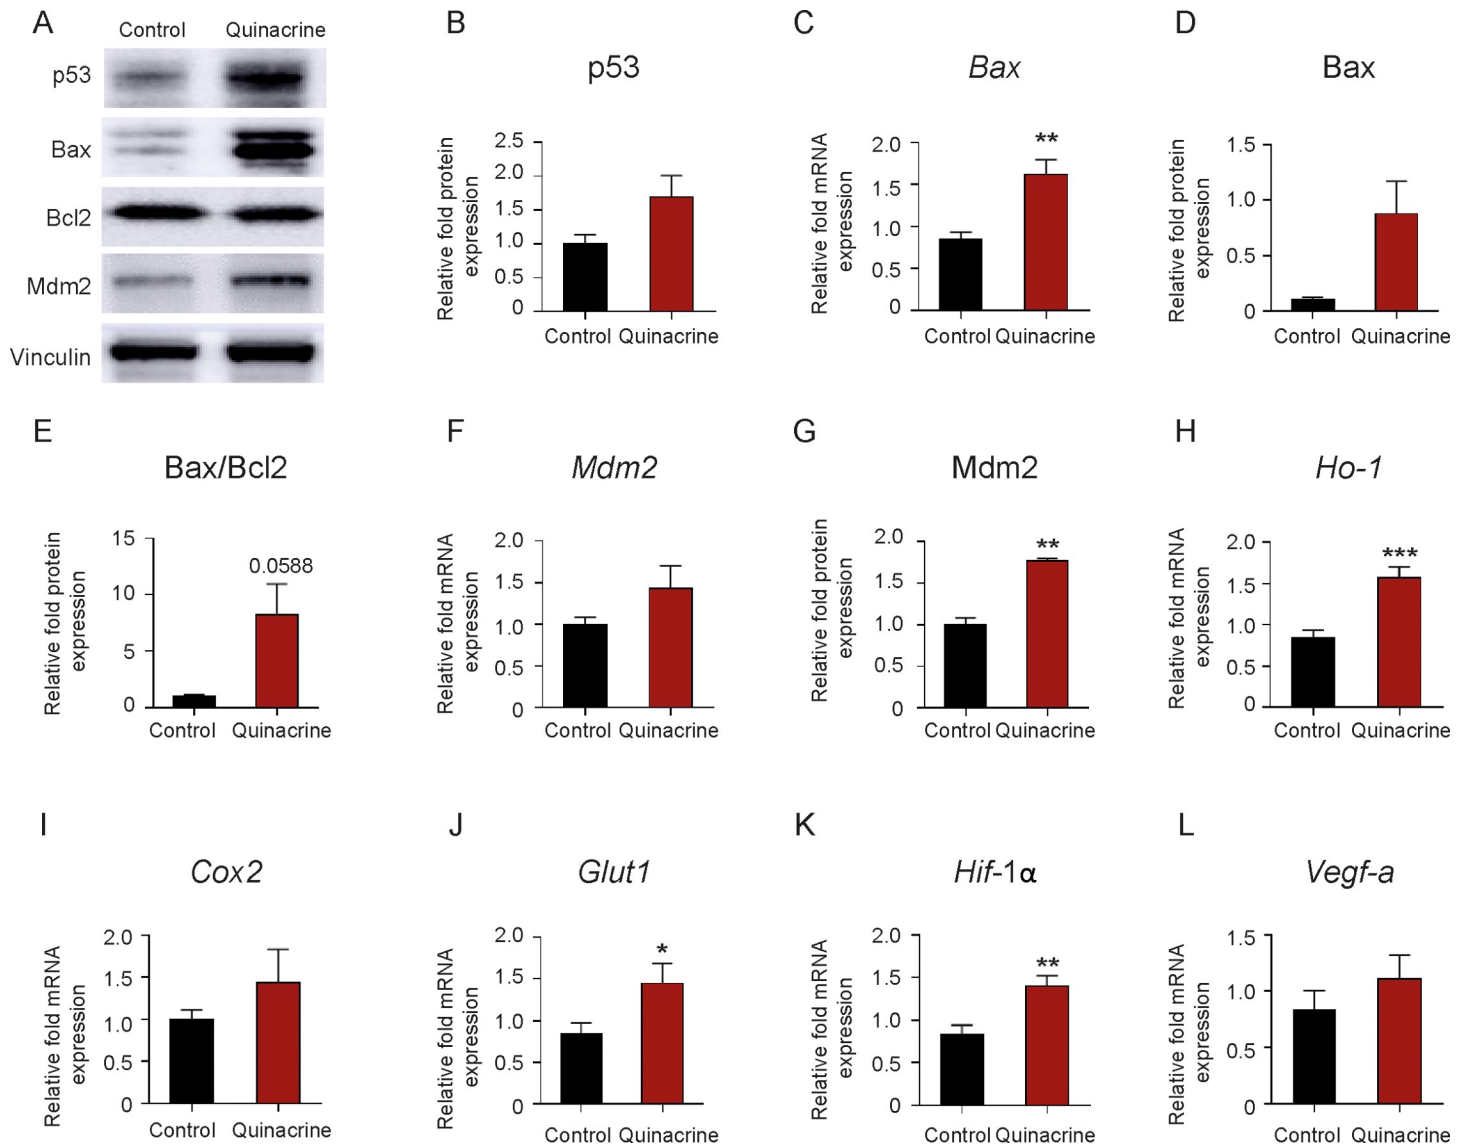 A
Control Quinacrine
p53
Bax
Bcl2
Mdm2
Vinculin
B
p53
Relative fold protein
expression
2.5
2.0
1.5
1.0
0.5
0
Control Quinacrine
C
Bax
Relative fold mRNA
expression
2.0
1.5
1.0
0.5
0
**
Control Quinacrine
D
Bax
Relative fold protein
expression
1.5
1.0
0.5
0
Control Quinacrine
E
Bax/Bcl2
Relative fold protein
expression
15
10
5
0
0.0588
Control Quinacrine
F
Mdm2
Relative fold mRNA
expression
2.0
1.5
1.0
0.5
0
Control Quinacrine
G
Mdm2
Relative fold protein
expression
2.0
1.5
1.0
0.5
0
**
Control Quinacrine
H
Ho-1
Relative fold mRNA
expression
2.0
1.5
1.0
0.5
0
***
Control Quinacrine
I
Cox2
Relative fold mRNA
expression
2.0
1.5
1.0
0.5
0
Control Quinacrine
J
Glut1
Relative fold mRNA
expression
2.0
1.5
1.0
0.5
0
*
Control Quinacrine
K
Hif-1α
Relative fold mRNA
expression
2.0
1.5
1.0
0.5
0
**
Control Quinacrine
L
Vegf-a
Relative fold mRNA
expression
1.5
1.0
0.5
0
Control Quinacrine